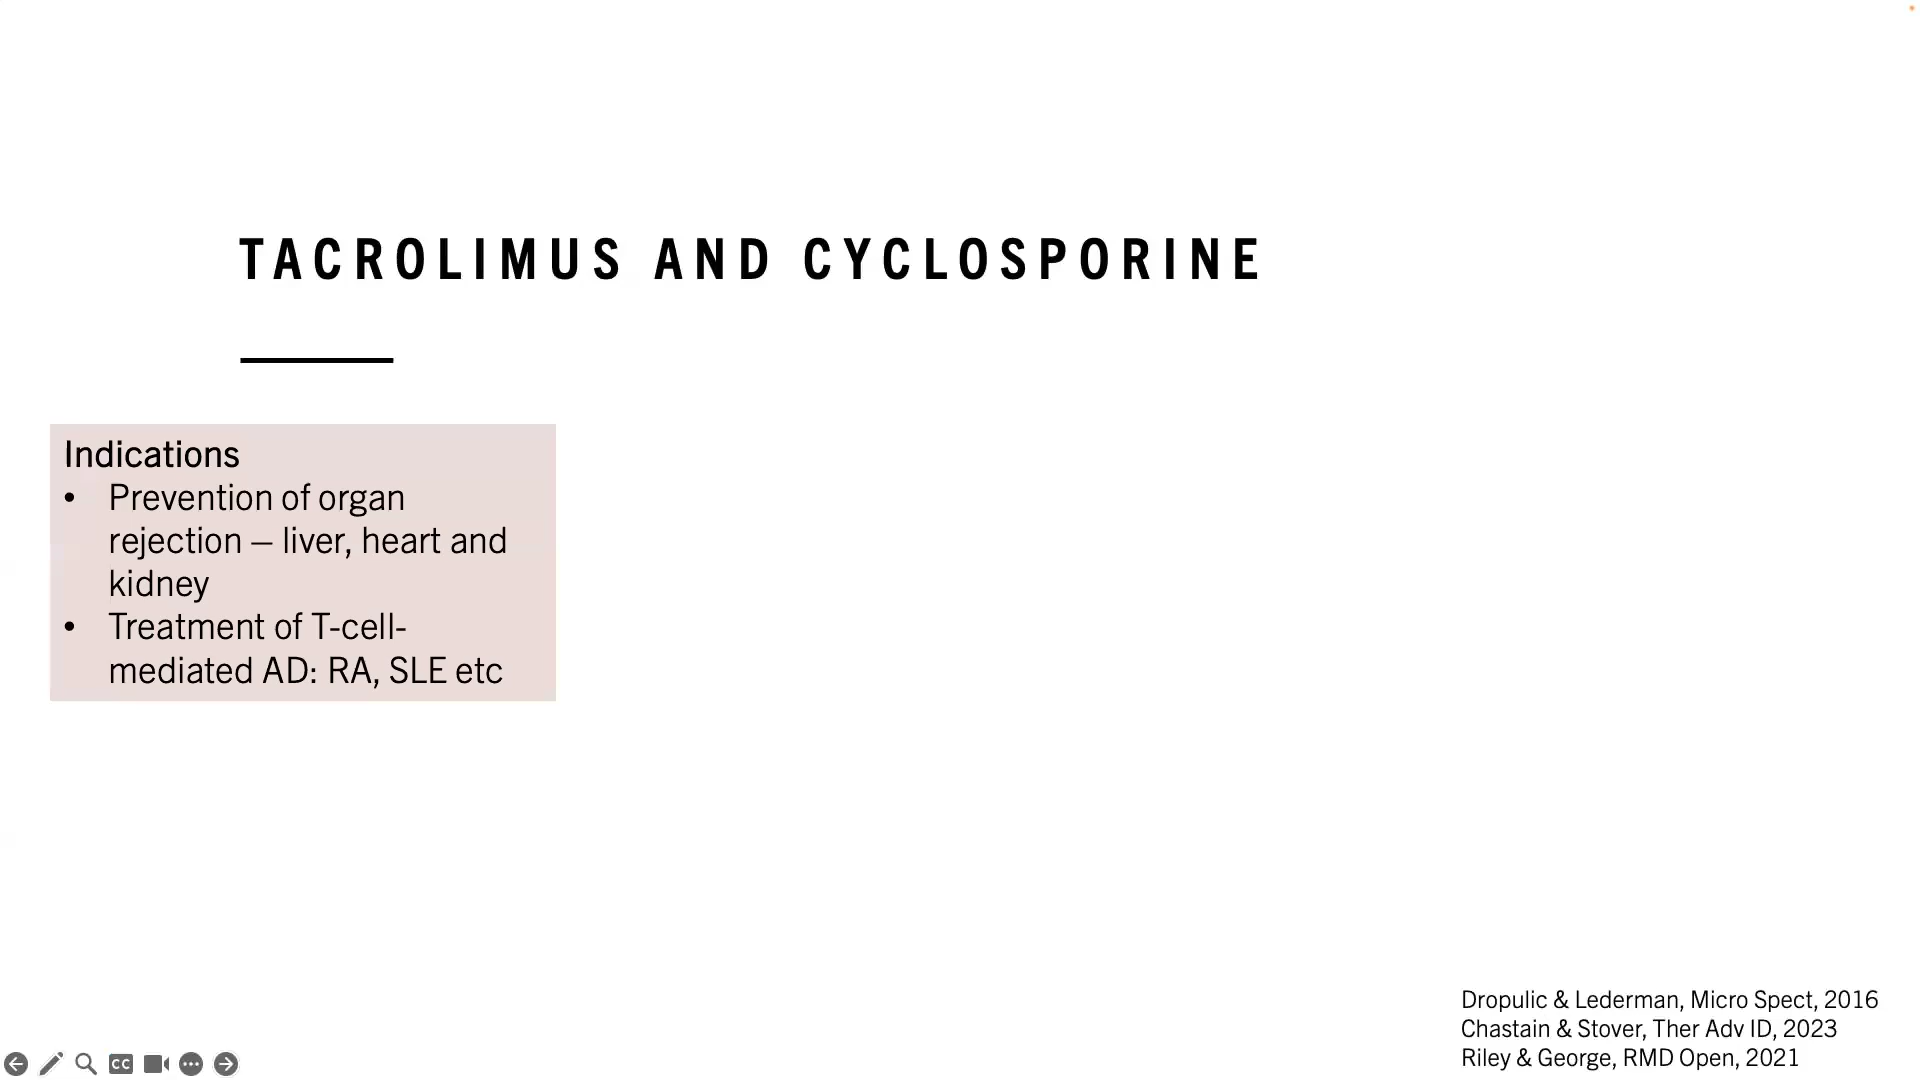 TACROLIMUS AND CYCLOSPORINE
Indications
• Prevention of organ
rejection – liver, heart and
kidney
• Treatment of T-cell-
mediated AD: RA, SLE etc
Dropulic & Lederman, Micro Spect, 2016
Chastain & Stover, Ther Adv ID, 2023
Riley & George, RMD Open, 2021
CC